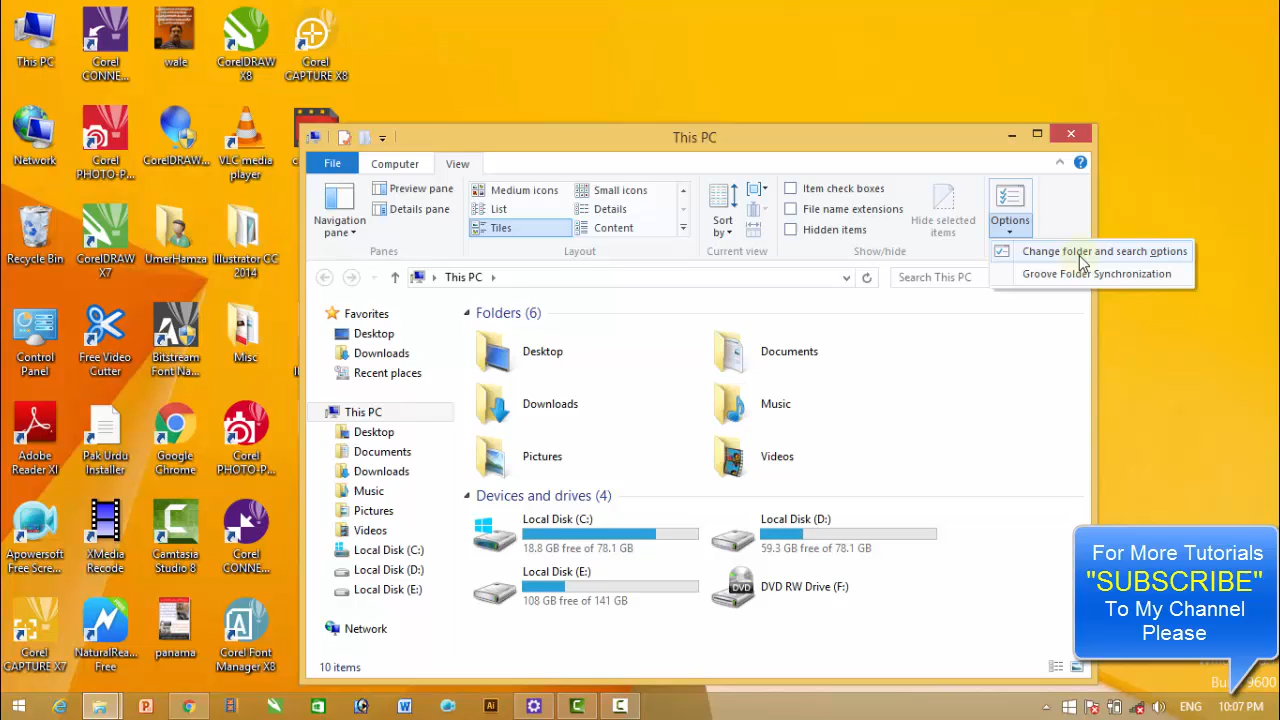 This PC
Corel
CONNE...
wale
CorelDRAW
X8
Corel
CAPTURE X8
Network
Corel
PHOTO-P...
CorelDRAW...
VLC media
player
Recycle Bin
CorelDRAW
X7
UmerHamza
Illustrator CC
2014
Control
Panel
Free Video
Cutter
Bitstream
Font Na...
Misc
Adobe
Reader XI
Pak Urdu
Installer
Google
Chrome
Corel
PHOTO-P...
Apowersoft
Free Scre...
XMedia
Recode
Camtasia
Studio 8
Corel
CONNE...
Corel
CAPTURE X7
NaturalRea...
Free
panama
Corel Font
Manager X8
This PC
File
Computer
View
Navigation
pane
Preview pane
Details pane
Panes
Medium icons
Small icons
List
Details
Tiles
Content
Layout
Sort
by
Current view
Item check boxes
File name extensions
Hidden items
Hide selected
items
Show/hide
Options
Change folder and search options
Groove Folder Synchronization
This PC
Search This PC
Favorites
Desktop
Downloads
Recent places
This PC
Desktop
Documents
Downloads
Music
Pictures
Videos
Local Disk (C:)
Local Disk (D:)
Local Disk (E:)
Network
Folders (6)
Desktop
Documents
Downloads
Music
Pictures
Videos
Devices and drives (4)
Local Disk (C:)
18.8 GB free of 78.1 GB
Local Disk (D:)
59.3 GB free of 78.1 GB
Local Disk (E:)
108 GB free of 141 GB
DVD
DVD RW Drive (F:)
10 items
For More Tutorials
"SUBSCRIBE"
To My Channel
Please
9600
ENG
10:07 PM